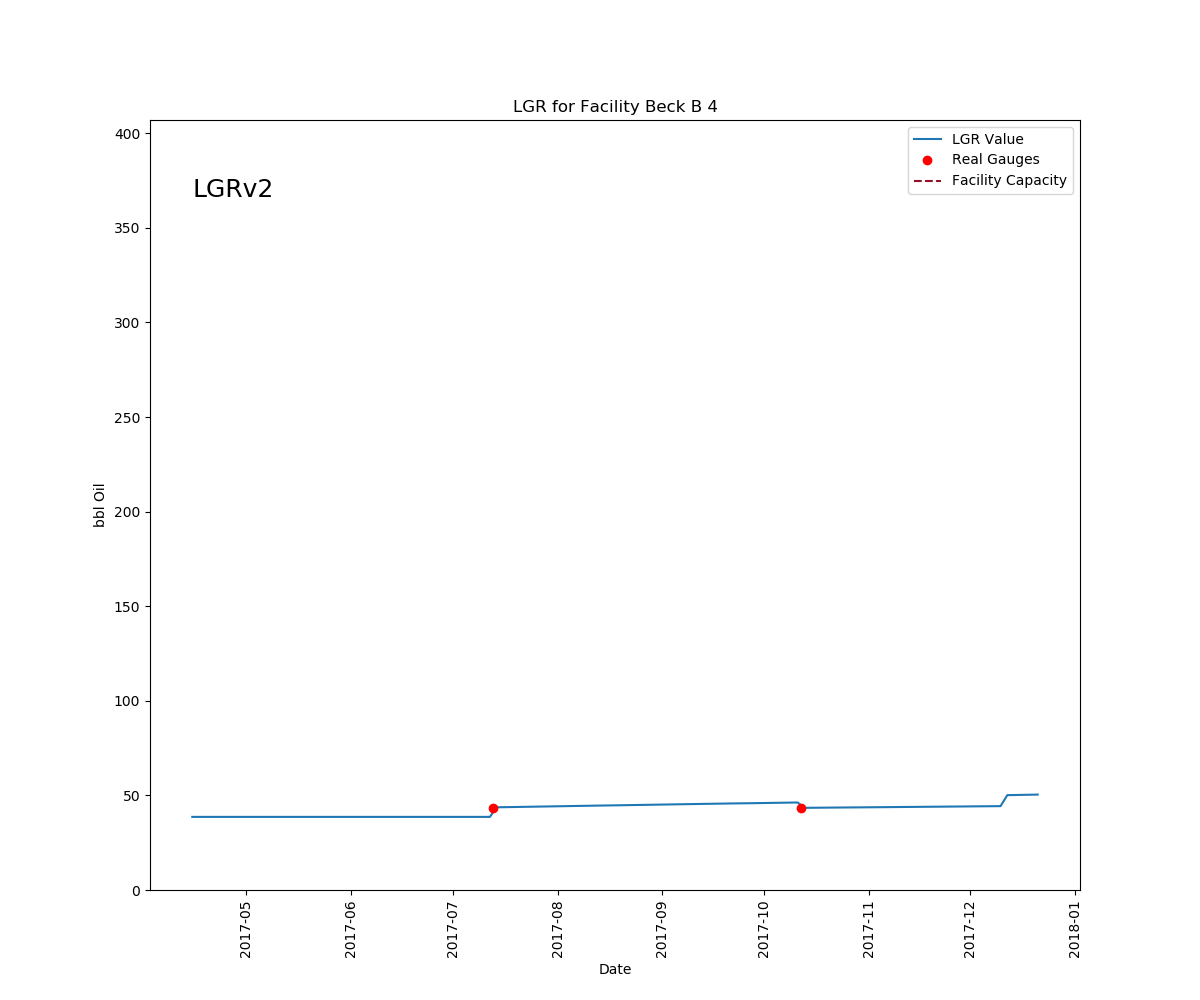 LGR for Facility Beck B 4
LGRv2
LGR Value
Real Gauges
Facility Capacity
bbl Oil
400
350
300
250
200
150
100
50
0
2017-05
2017-06
2017-07
2017-08
2017-09
2017-10
2017-11
2017-12
2018-01
Date